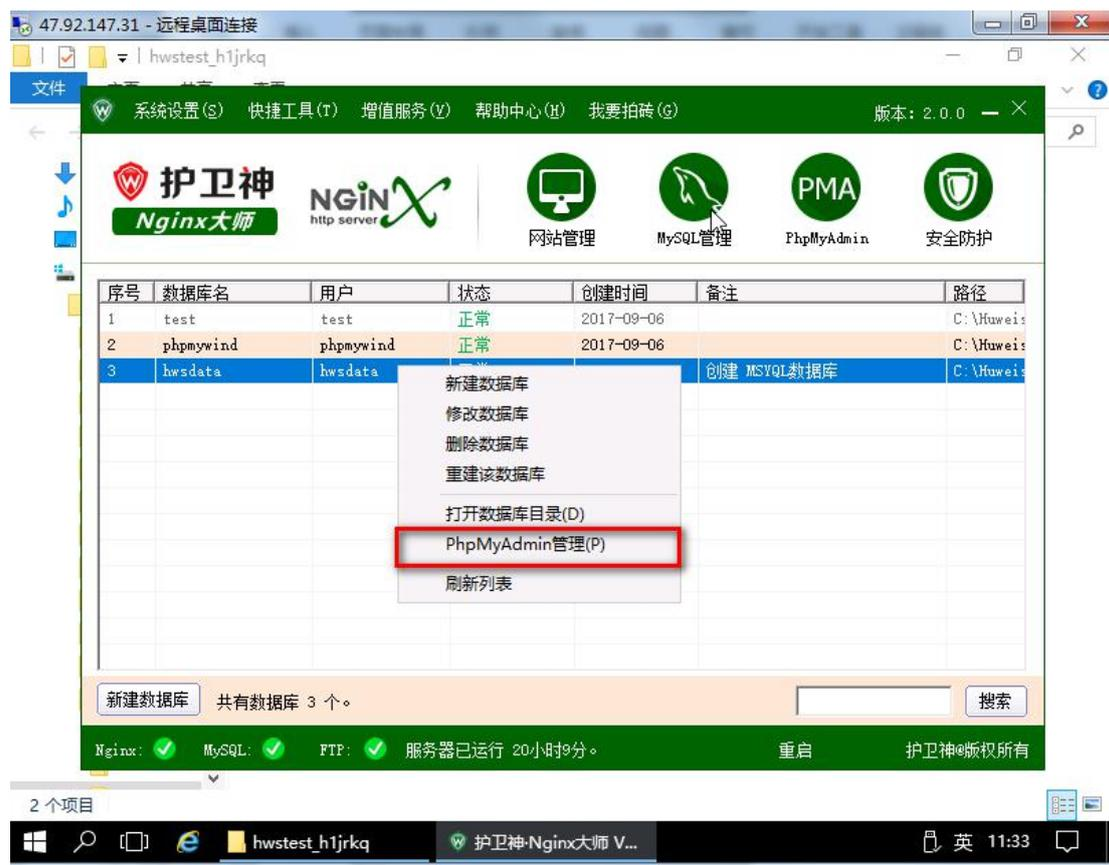 47.92.147.31 - 远程桌面连接
hwstest_h1jrkq
文件
系统设置(S) 快捷工具(T) 增值服务(V) 帮助中心(H) 我要拍砖(G) 版本: 2.0.0
护卫神
Nginx大师
NGiNX
http server
PMA
网站管理 MySQL管理 PhpMyAdmin 安全防护
序号 数据库名 用户 状态 创建时间 备注 路径
1 test test 正常 2017-09-06 C:\Huweis
2 phpmywind phpmywind 正常 2017-09-06 C:\Huweis
3 hwsdata hwsdata 创建 MSYQL数据库 C:\Huweis
新建数据库
修改数据库
删除数据库
重建该数据库
打开数据库目录(D)
PhpMyAdmin管理(P)
刷新列表
新建数据库 共有数据库 3 个。 搜索
Nginx: MySQL: FTP: 服务器已运行 20小时9分。 重启 护卫神®版权所有
2 个项目
hwstest_h1jrkq 护卫神·Nginx大师 V... 英 11:33